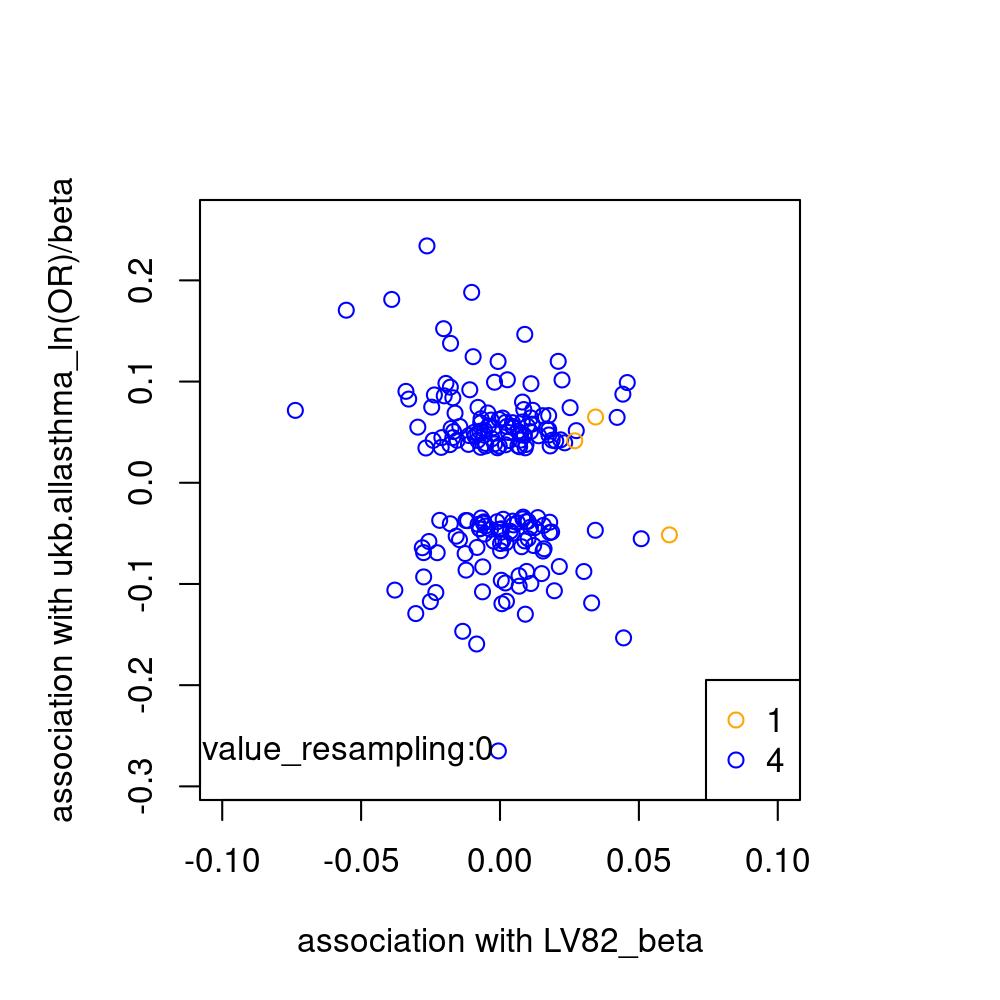 association with ukb.allasthma_ln(OR)/beta
0.2
0.1
0.0
-0.1
-0.2
-0.3
value_resampling:0
1
4
-0.10 -0.05 0.00 0.05 0.10
association with LV82_beta